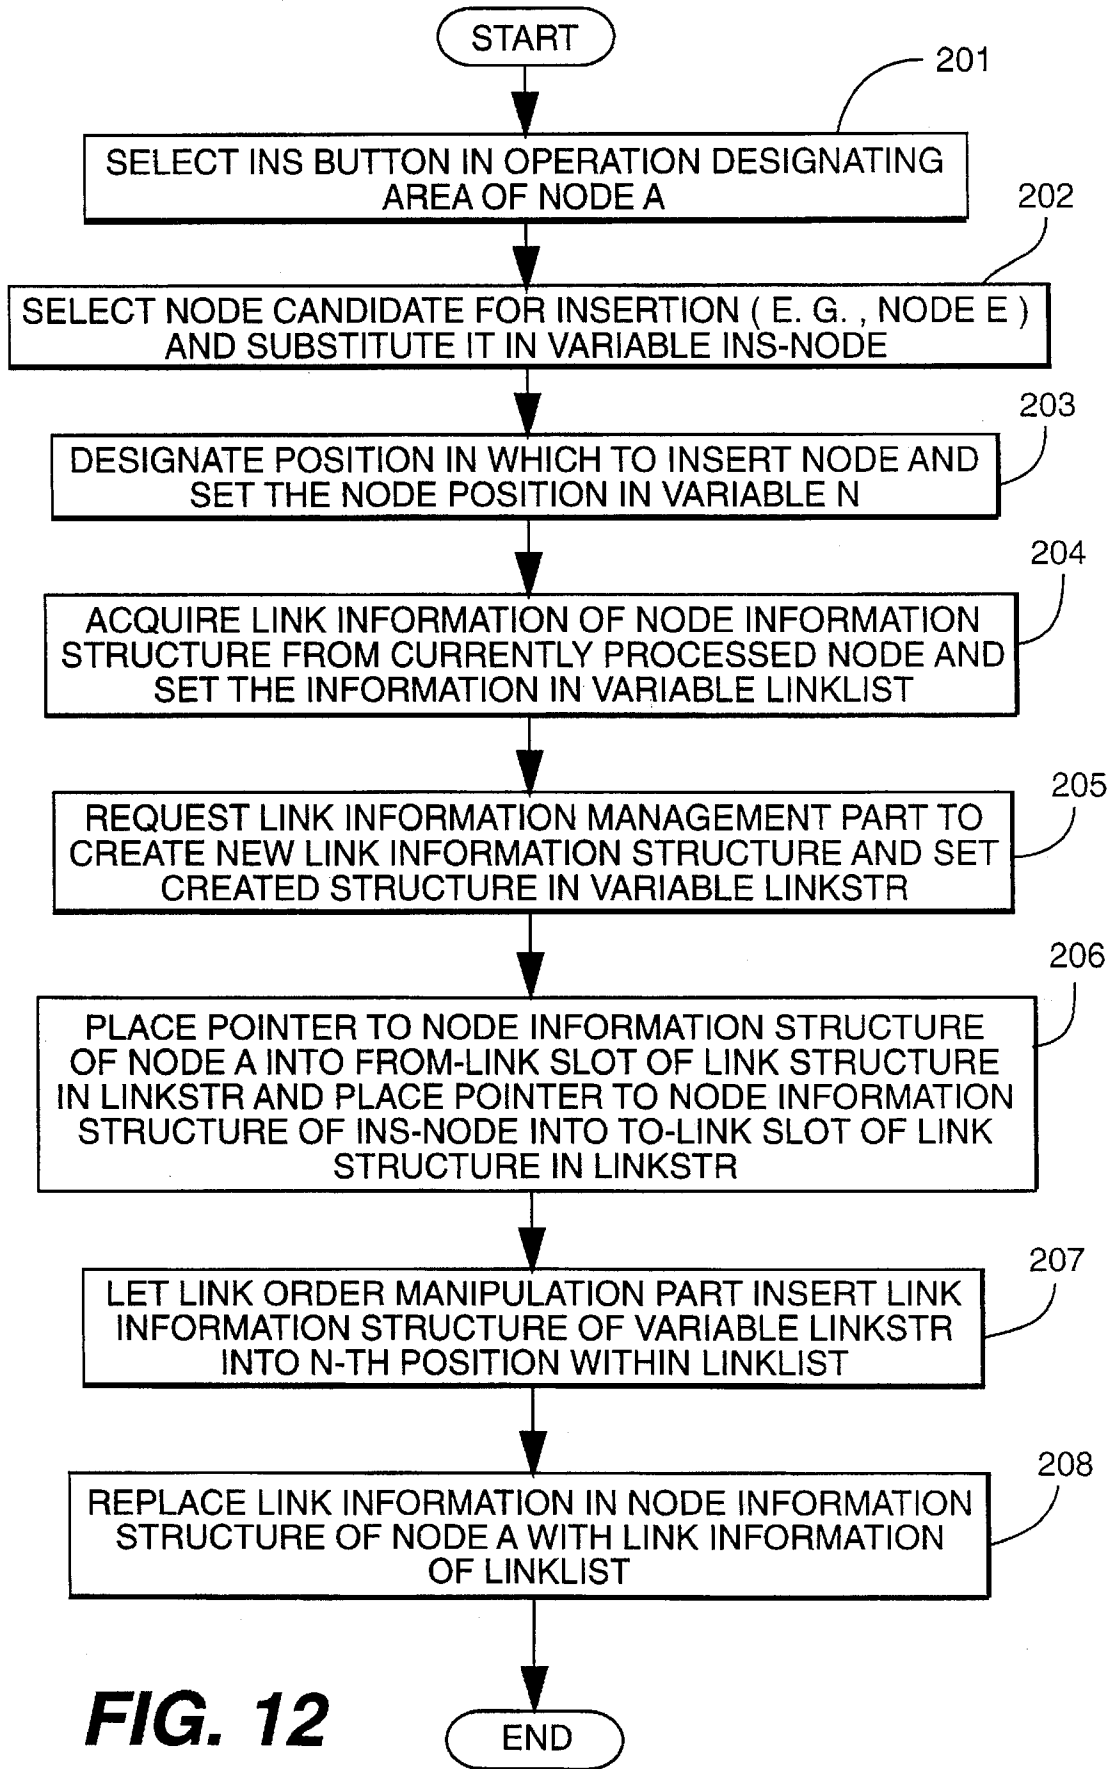 START
201
SELECT INS BUTTON IN OPERATION DESIGNATING
AREA OF NODE A
202
SELECT NODE CANDIDATE FOR INSERTION ( E. G. , NODE E )
AND SUBSTITUTE IT IN VARIABLE INS-NODE
203
DESIGNATE POSITION IN WHICH TO INSERT NODE AND
SET THE NODE POSITION IN VARIABLE N
204
ACQUIRE LINK INFORMATION OF NODE INFORMATION
STRUCTURE FROM CURRENTLY PROCESSED NODE AND
SET THE INFORMATION IN VARIABLE LINKLIST
205
REQUEST LINK INFORMATION MANAGEMENT PART TO
CREATE NEW LINK INFORMATION STRUCTURE AND SET
CREATED STRUCTURE IN VARIABLE LINKSTR
206
PLACE POINTER TO NODE INFORMATION STRUCTURE
OF NODE A INTO FROM-LINK SLOT OF LINK STRUCTURE
IN LINKSTR AND PLACE POINTER TO NODE INFORMATION
STRUCTURE OF INS-NODE INTO TO-LINK SLOT OF LINK
STRUCTURE IN LINKSTR
207
LET LINK ORDER MANIPULATION PART INSERT LINK
INFORMATION STRUCTURE OF VARIABLE LINKSTR
INTO N-TH POSITION WITHIN LINKLIST
208
REPLACE LINK INFORMATION IN NODE INFORMATION
STRUCTURE OF NODE A WITH LINK INFORMATION
OF LINKLIST
FIG. 12
END